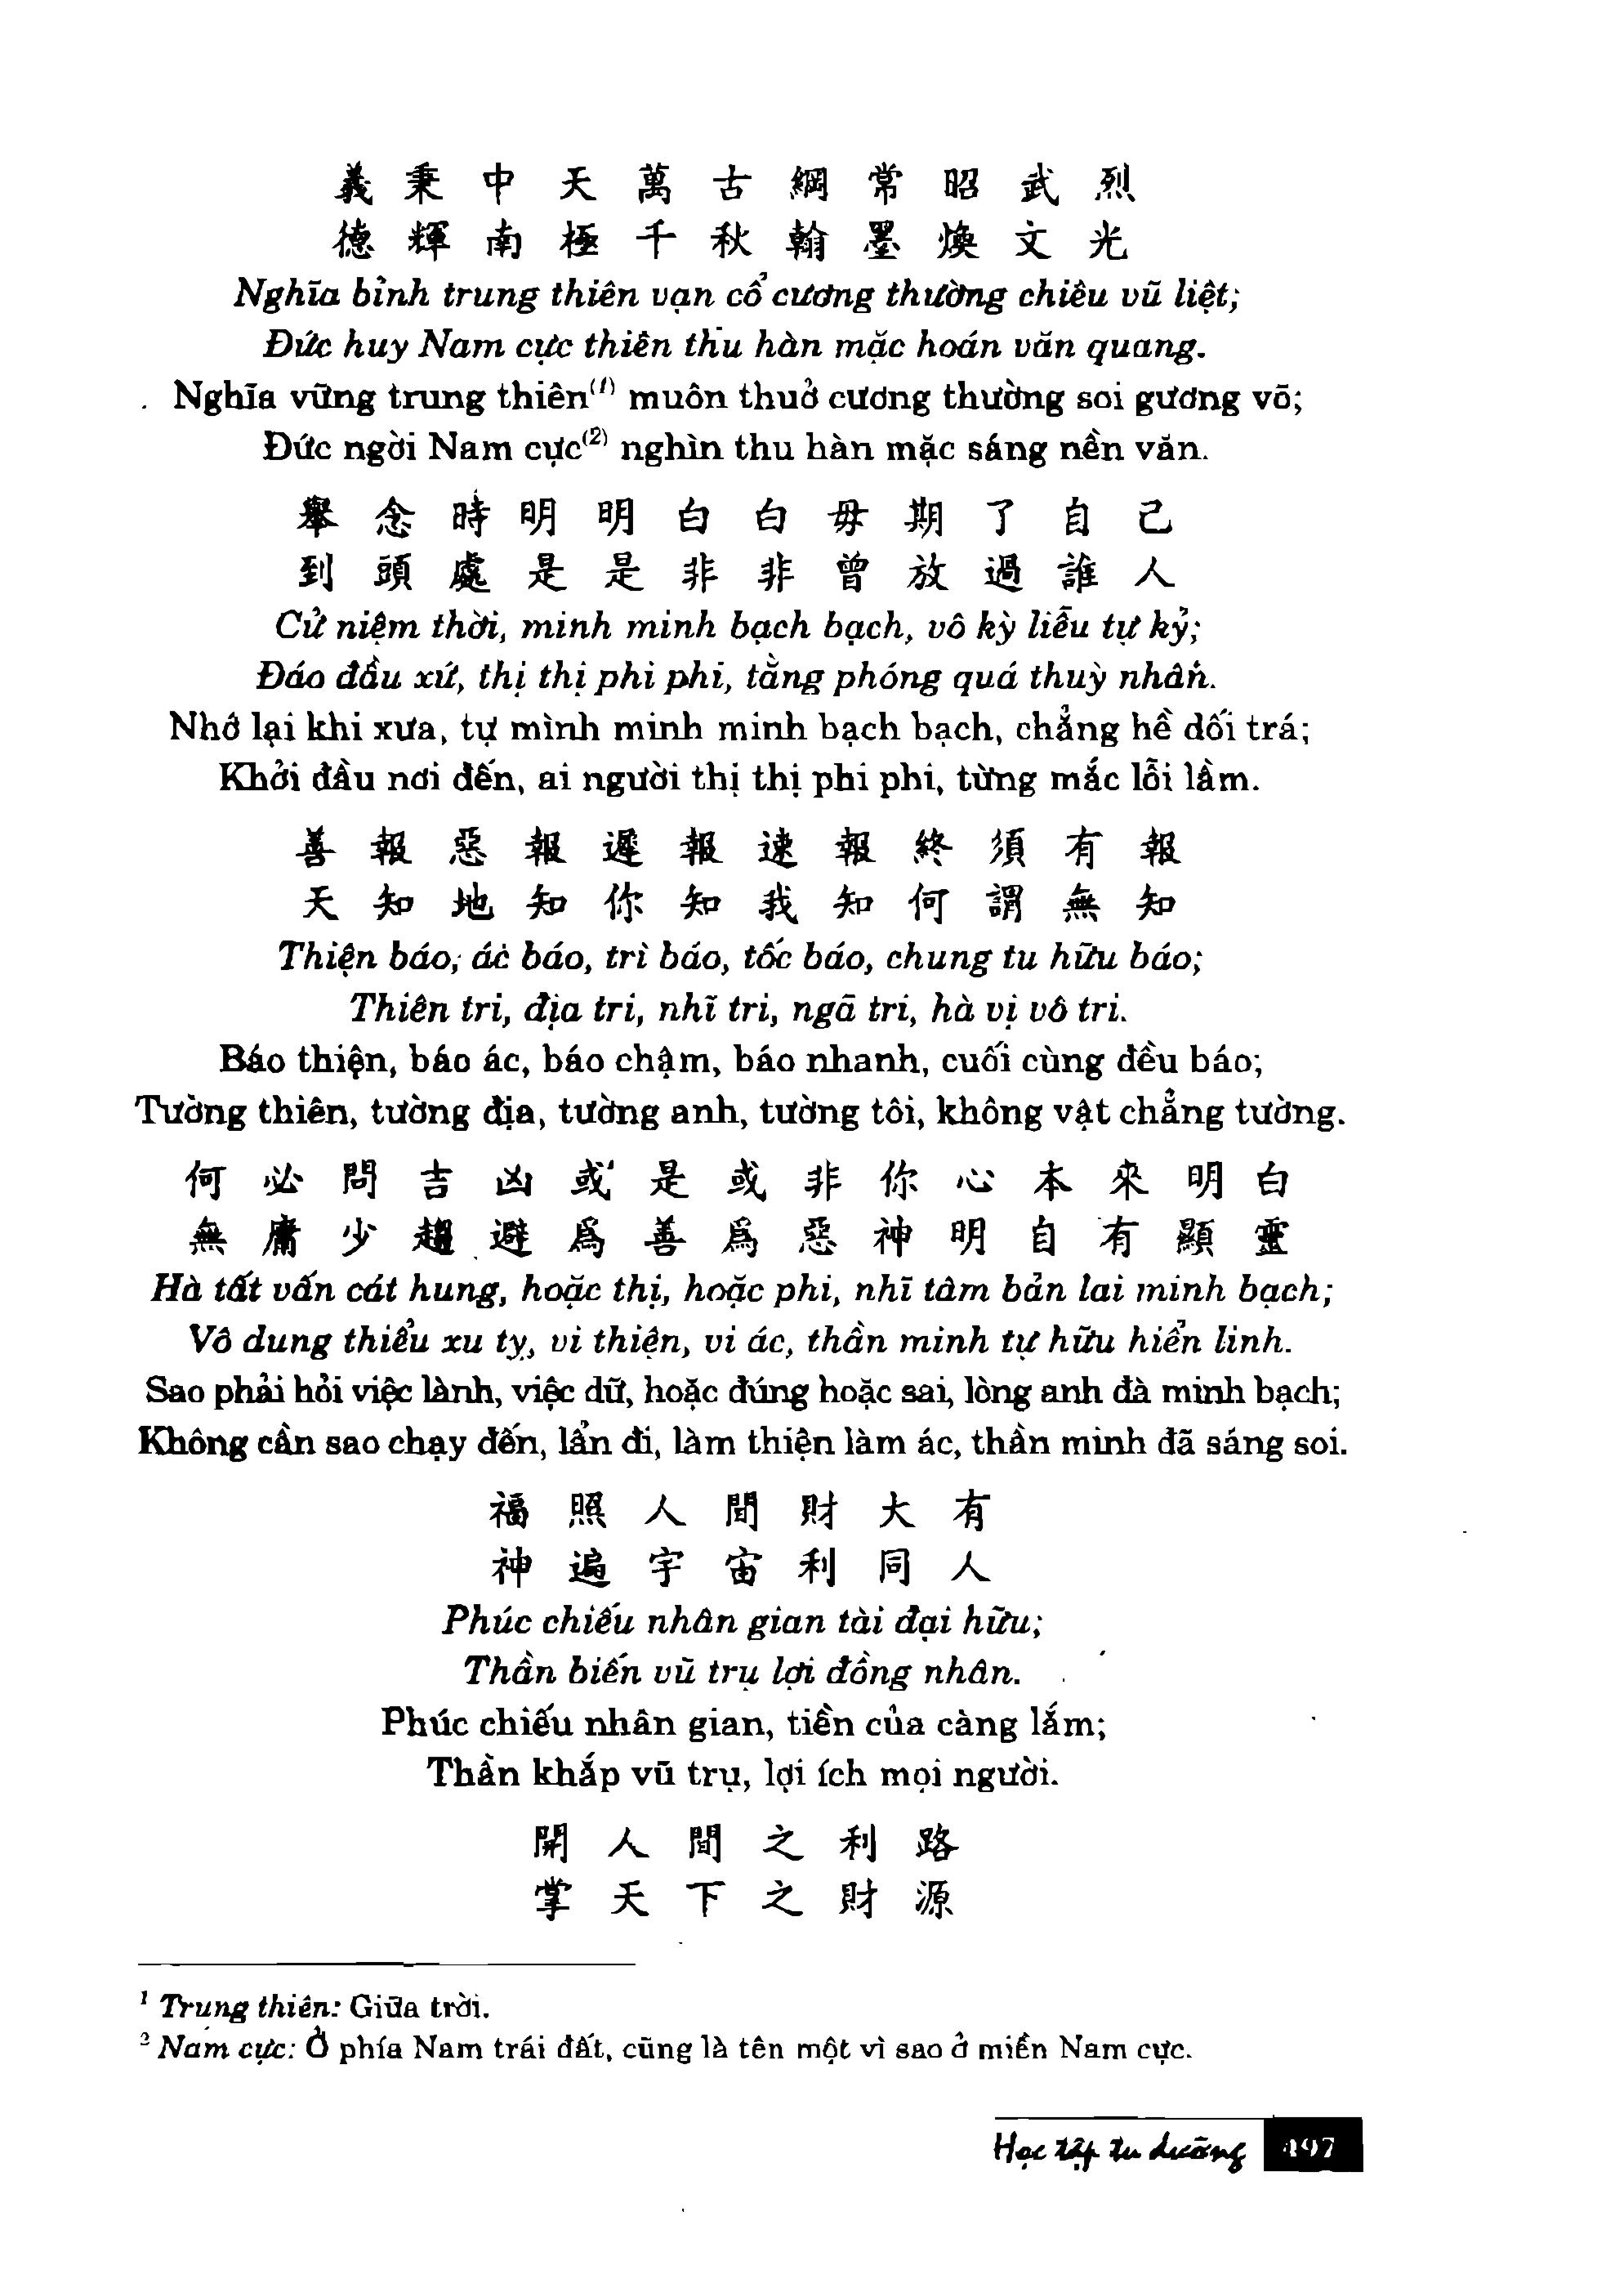 義秉中天萬古綱常昭武烈
德輝南極千秋翰墨煥文光
Nghĩa bỉnh trung thiên vạn cổ cương thường chiêu vũ liệt;
Đức huy Nam cực thiên thu hàn mặc hoán văn quang.
Nghĩa vững trung thiên(1) muôn thuở cương thường soi gương võ;
Đức ngời Nam cực(2) nghìn thu hàn mặc sáng nền văn.
舉念時明明白白毋期了自己
到頭處是是非非曾放過誰人
Cử niệm thời, minh minh bạch bạch, vô kỳ liễu tự kỷ;
Đáo đầu xứ, thị thị phi phi, tằng phóng quá thuỳ nhân.
Nhớ lại khi xưa, tự mình minh minh bạch bạch, chẳng hề dối trá;
Khởi đầu nơi đến, ai người thị thị phi phi, từng mắc lỗi lầm.
善報惡報遲報速報終須有報
天知地知你知我知何謂無知
Thiện báo, ác báo, trì báo, tốc báo, chung tu hữu báo;
Thiên tri, địa tri, nhĩ tri, ngã tri, hà vị vô tri.
Báo thiện, báo ác, báo chậm, báo nhanh, cuối cùng đều báo;
Tường thiên, tường địa, tường anh, tường tôi, không vật chẳng tường.
何必問吉凶或是或非你心本來明白
無庸少趨避爲善爲惡神明自有顯靈
Hà tất vấn cát hung, hoặc thị, hoặc phi, nhĩ tâm bản lai minh bạch;
Vô dung thiểu xu tỵ, vi thiện, vi ác, thần minh tự hữu hiển linh.
Sao phải hỏi việc lành, việc dữ, hoặc đúng hoặc sai, lòng anh đà minh bạch;
Không cần sao chạy đến, lẩn đi, làm thiện làm ác, thần minh đã sáng soi.
福照人間財大有
神遍宇宙利同人
Phúc chiếu nhân gian tài đại hữu;
Thần biến vũ trụ lợi đồng nhân.
Phúc chiếu nhân gian, tiền của càng lắm;
Thần khắp vũ trụ, lợi ích mọi người.
開人間之利路
掌天下之財源
1 Trung thiên: Giữa trời.
2 Nam cực: Ở phía Nam trái đất, cũng là tên một vì sao ở miền Nam cực.
Học tập tu dưỡng 497